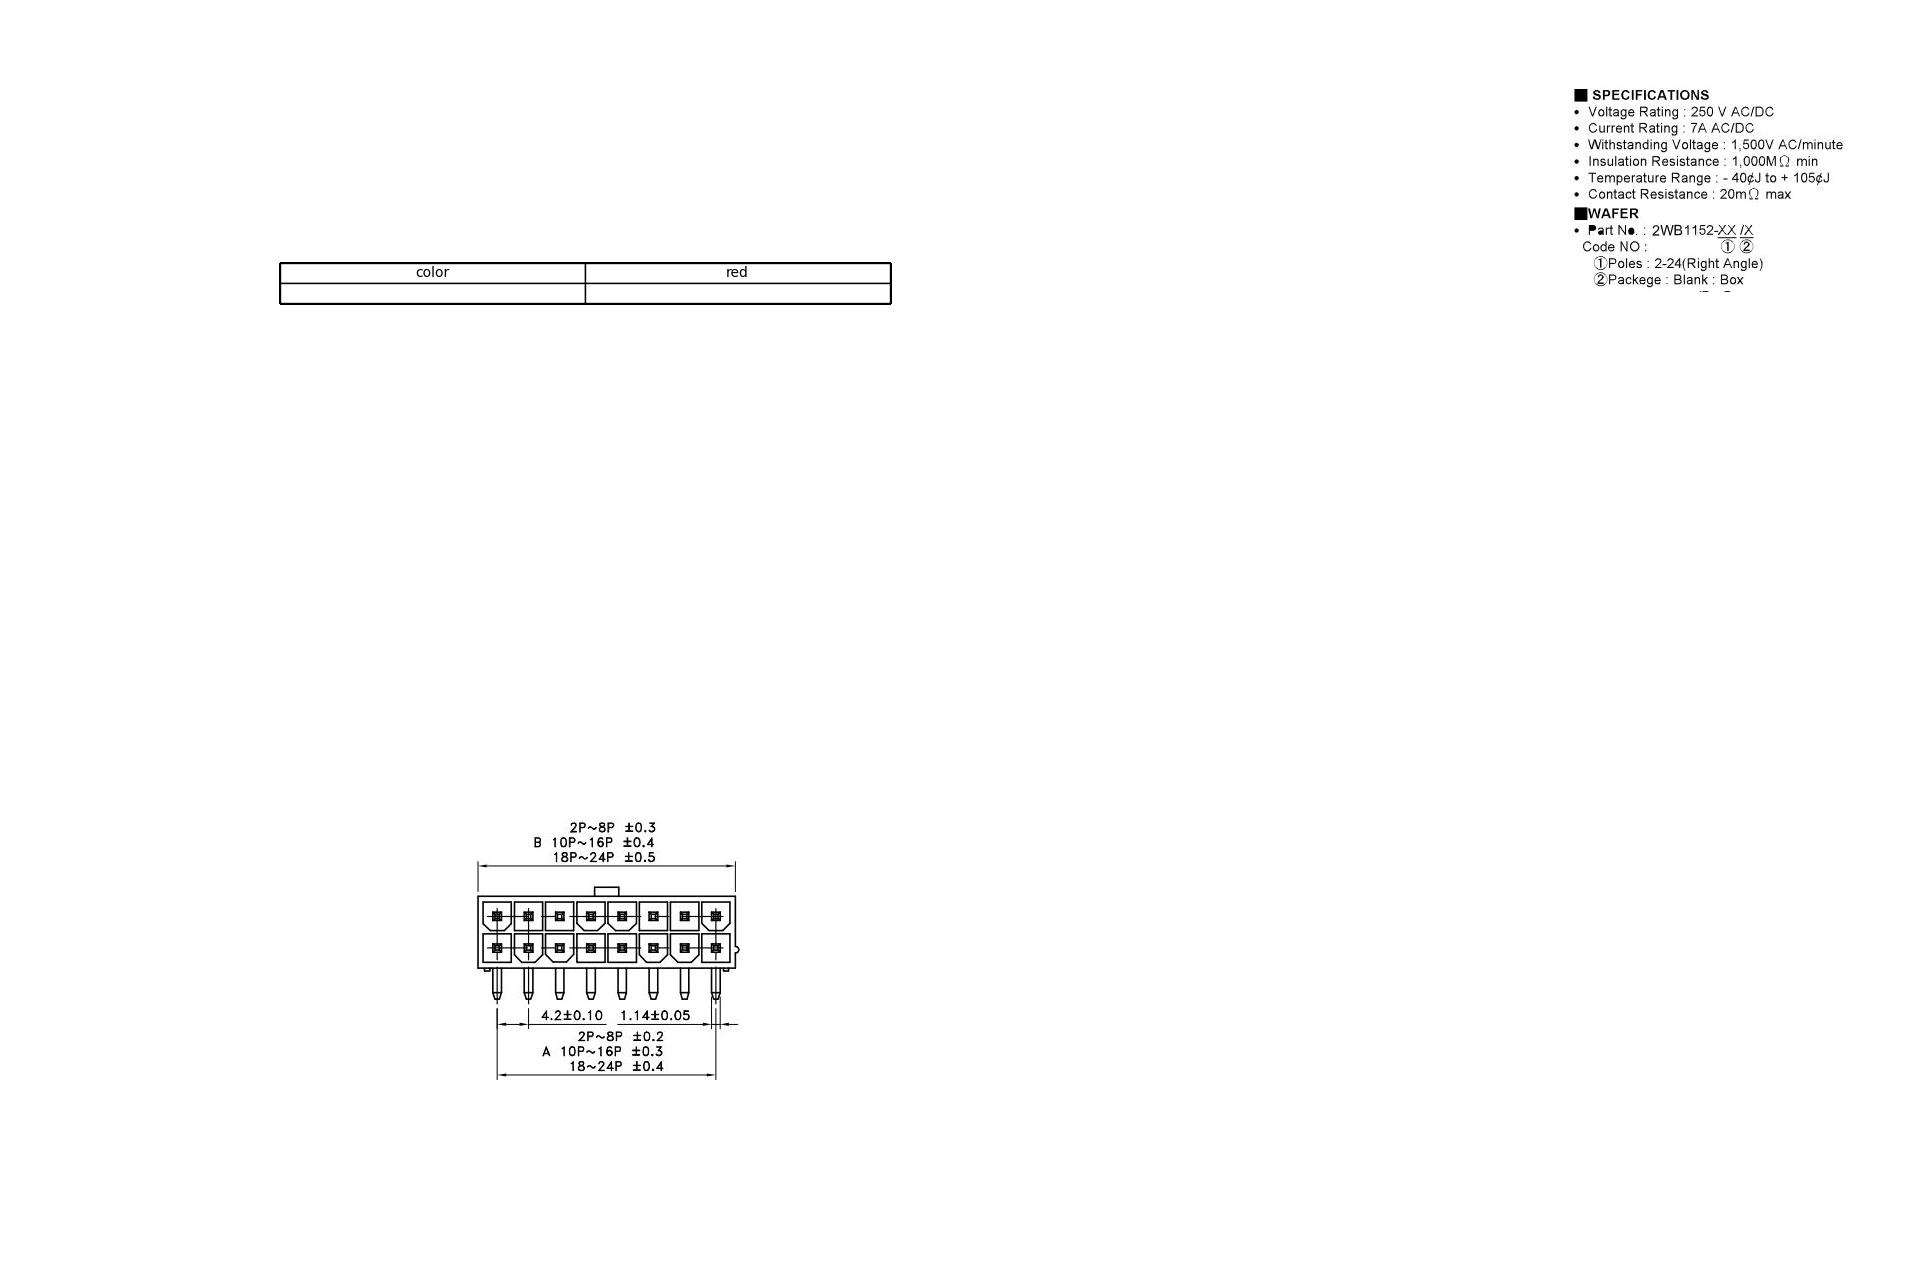 ■ SPECIFICATIONS
• Voltage Rating : 250 V AC/DC
• Current Rating : 7A AC/DC
• Withstanding Voltage : 1,500V AC/minute
• Insulation Resistance : 1,000MΩ min
• Temperature Range : - 40¢J to + 105¢J
• Contact Resistance : 20mΩ max
■WAFER
• Part No. : 2WB1152-XX /X
Code NO : ① ②
①Poles : 2-24(Right Angle)
②Packege : Blank : Box
color red
2P~8P ±0.3
B 10P~16P ±0.4
18P~24P ±0.5
4.2±0.10 1.14±0.05
2P~8P ±0.2
A 10P~16P ±0.3
18~24P ±0.4